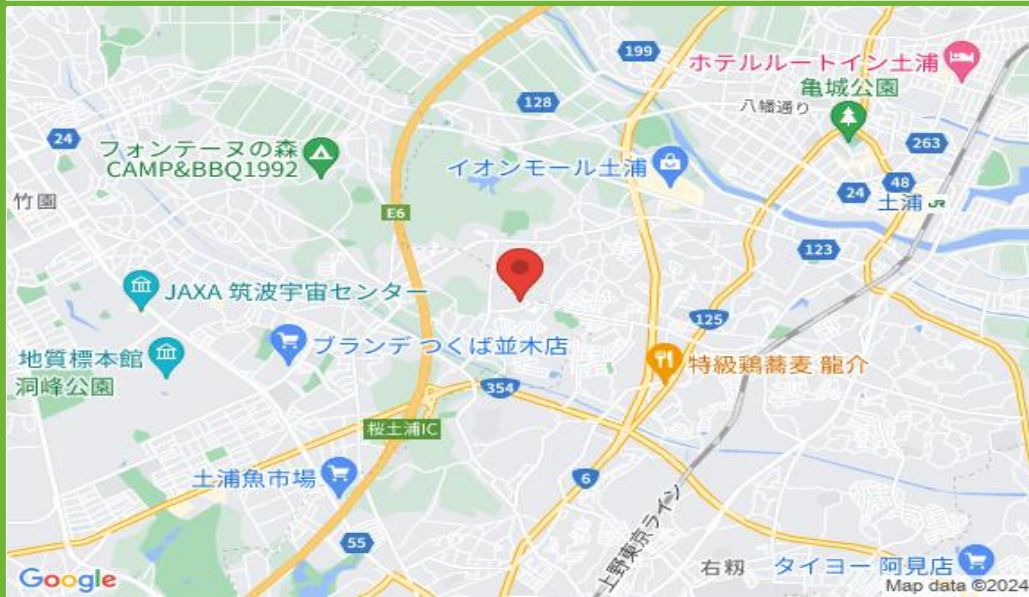 199
ホテルルートイン土浦
亀城公園
八幡通り
128
24
フォンテーヌの森
CAMP&BBQ1992
イオンモール土浦
263
竹園
24
48
土浦 JR
E6
123
JAXA 筑波宇宙センター
125
ブランデ つくば並木店
地質標本館
洞峰公園
特級鶏蕎麦 龍介
354
桜土浦IC
土浦魚市場
6
上野東京ライン
55
右籾
タイヨー 阿見店
Google
Map data ©2024